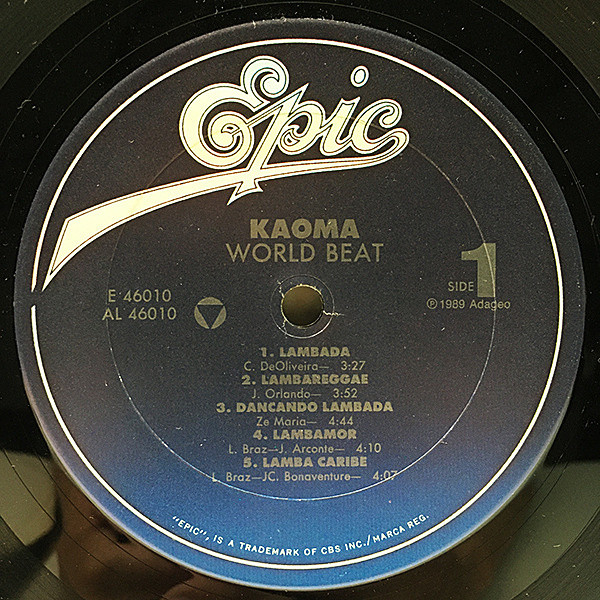 Epic
KAOMA
WORLD BEAT
SIDE 1
E 46010
℗ 1989 Adageo
AL 46010
1. LAMBADA
C. DeOliveira— 3:27
2. LAMBAREGGAE
J. Orlando— 3:52
3. DANCANDO LAMBADA
Ze Maria— 4:44
4. LAMBAMOR
L. Braz—J. Arconte— 4:10
5. LAMBA CARIBE
L. Braz—JC. Bonaventure— 4:07
"EPIC", IS A TRADEMARK OF CBS INC./MARCA REG.